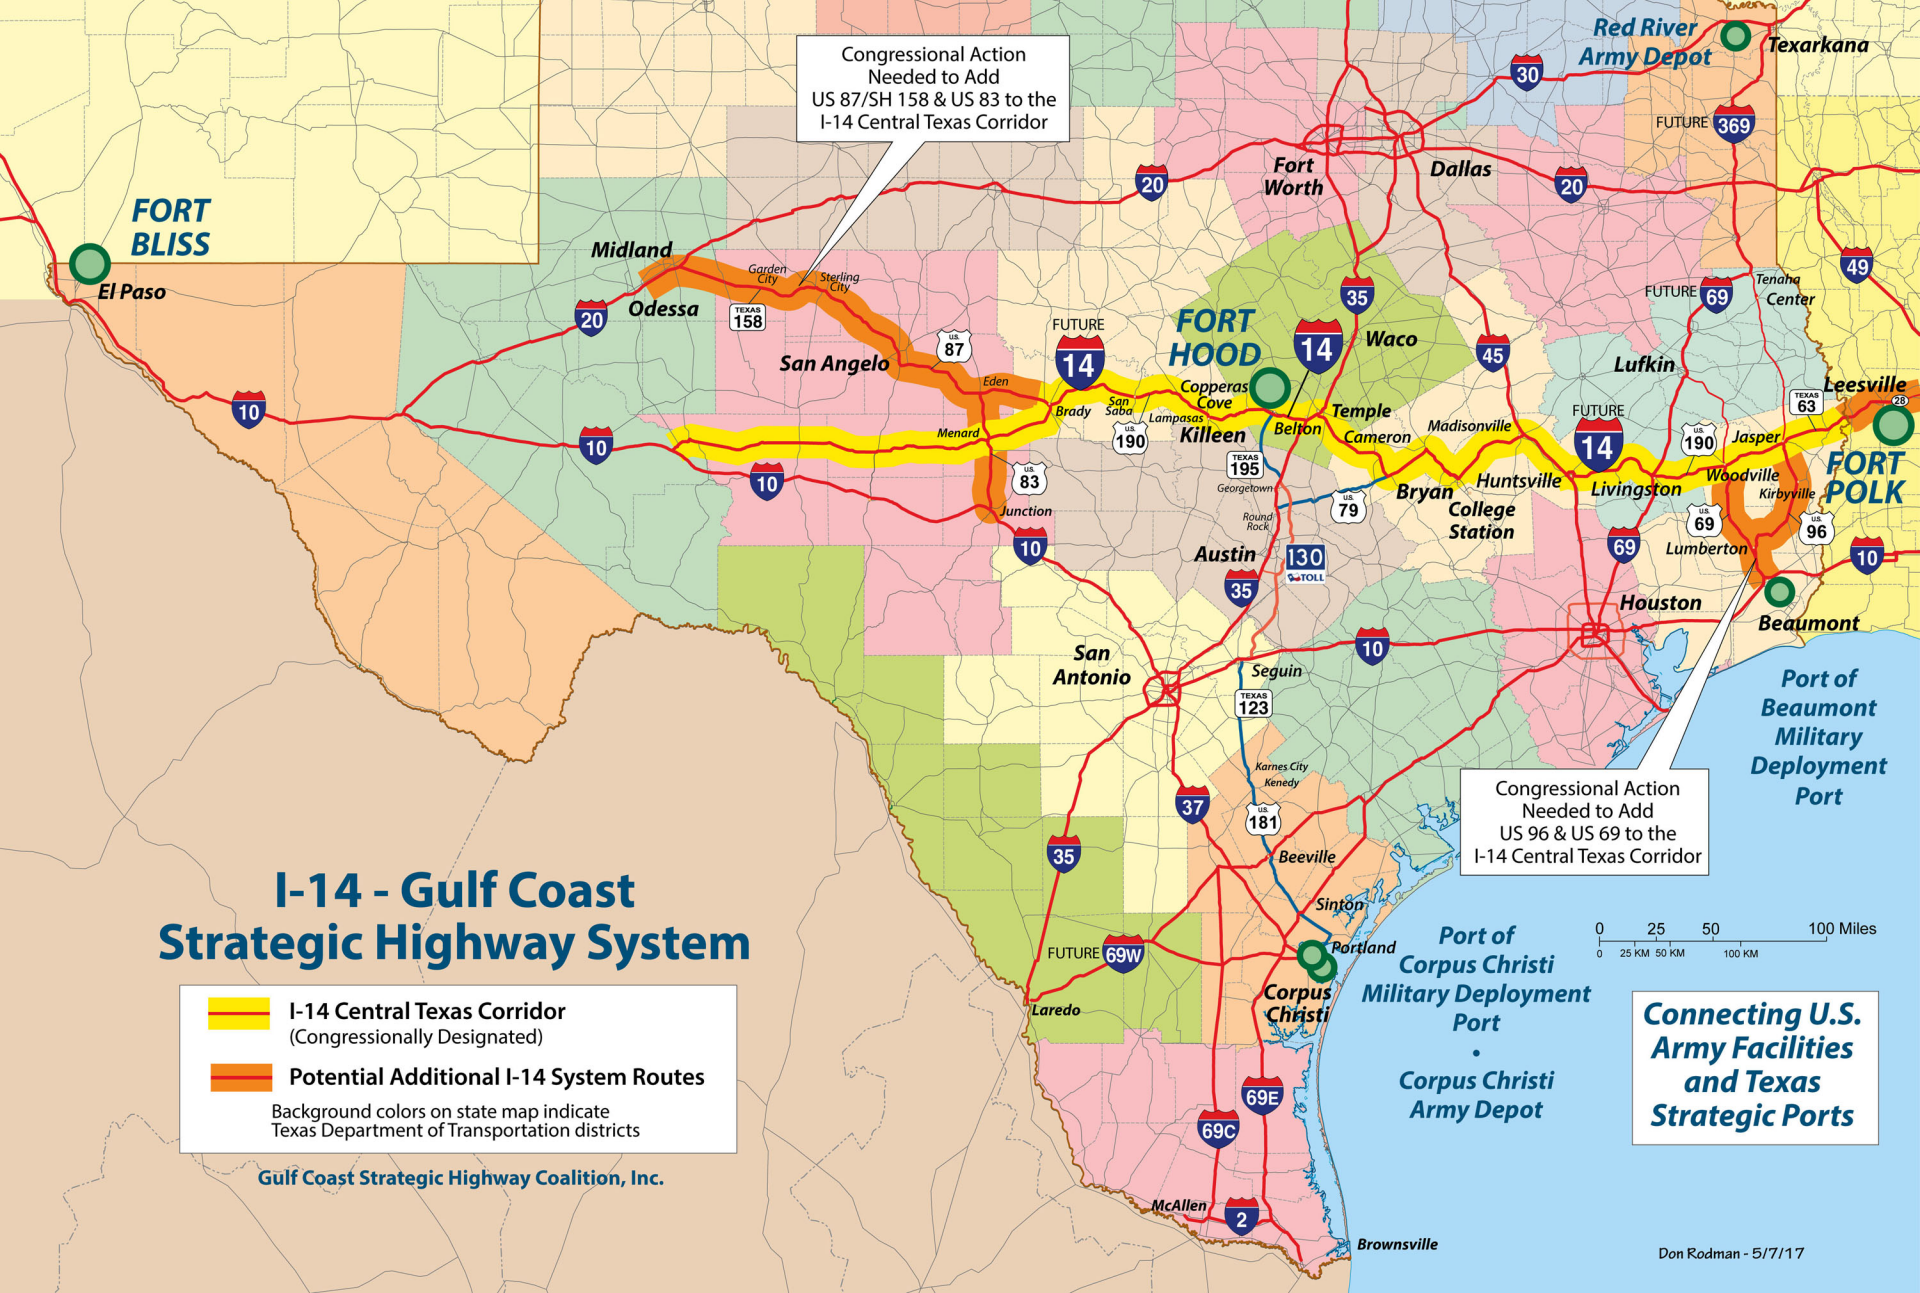 Congressional Action
Needed to Add
US 87/SH 158 & US 83 to the
I-14 Central Texas Corridor
Red River
Army Depot
Texarkana
30
FUTURE 369
FORT
BLISS
El Paso
Midland
Odessa
20
Garden
City
Sterling
City
TEXAS
158
20
Fort
Worth
Dallas
20
49
FUTURE 69
Tenaha
Center
35
Waco
45
FORT
HOOD
14
FUTURE
14
U.S.
87
San Angelo
Eden
Brady
San
Saba
Lampasas
U.S.
190
Copperas
Cove
Killeen
Belton
Temple
Cameron
Madisonville
Lufkin
FUTURE
14
U.S.
190
Jasper
TEXAS
63
Leesville
28
FORT
POLK
10
10
10
Menard
U.S.
83
Junction
10
TEXAS
195
Georgetown
Round
Rock
U.S.
79
Bryan
College
Station
Huntsville
Livingston
Woodville
Kirbyville
U.S.
69
U.S.
96
Lumberton
69
10
Austin
130
TOLL
35
Houston
Beaumont
San
Antonio
Seguin
10
TEXAS
123
Karnes City
Kenedy
37
U.S.
181
Beeville
35
Sinton
Portland
FUTURE 69W
Laredo
Corpus
Christi
69E
69C
McAllen
2
Brownsville
Port of
Beaumont
Military
Deployment
Port
Congressional Action
Needed to Add
US 96 & US 69 to the
I-14 Central Texas Corridor
Port of
Corpus Christi
Military Deployment
Port
•
Corpus Christi
Army Depot
0 25 50 100 Miles
0 25 KM 50 KM 100 KM
Connecting U.S.
Army Facilities
and Texas
Strategic Ports
I-14 - Gulf Coast
Strategic Highway System
I-14 Central Texas Corridor
(Congressionally Designated)
Potential Additional I-14 System Routes
Background colors on state map indicate
Texas Department of Transportation districts
Gulf Coast Strategic Highway Coalition, Inc.
Don Rodman - 5/7/17